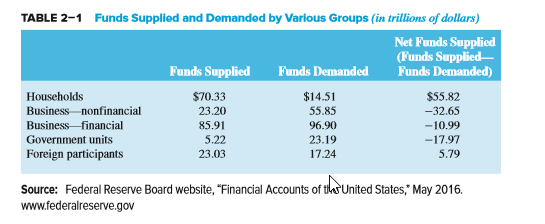 TABLE 2–1 Funds Supplied and Demanded by Various Groups (in trillions of dollars)
Funds Supplied Funds Demanded Net Funds Supplied (Funds Supplied— Funds Demanded)
Households $70.33 $14.51 $55.82
Business—nonfinancial 23.20 55.85 −32.65
Business—financial 85.91 96.90 −10.99
Government units 5.22 23.19 −17.97
Foreign participants 23.03 17.24 5.79
Source: Federal Reserve Board website, "Financial Accounts of the United States," May 2016.
www.federalreserve.gov